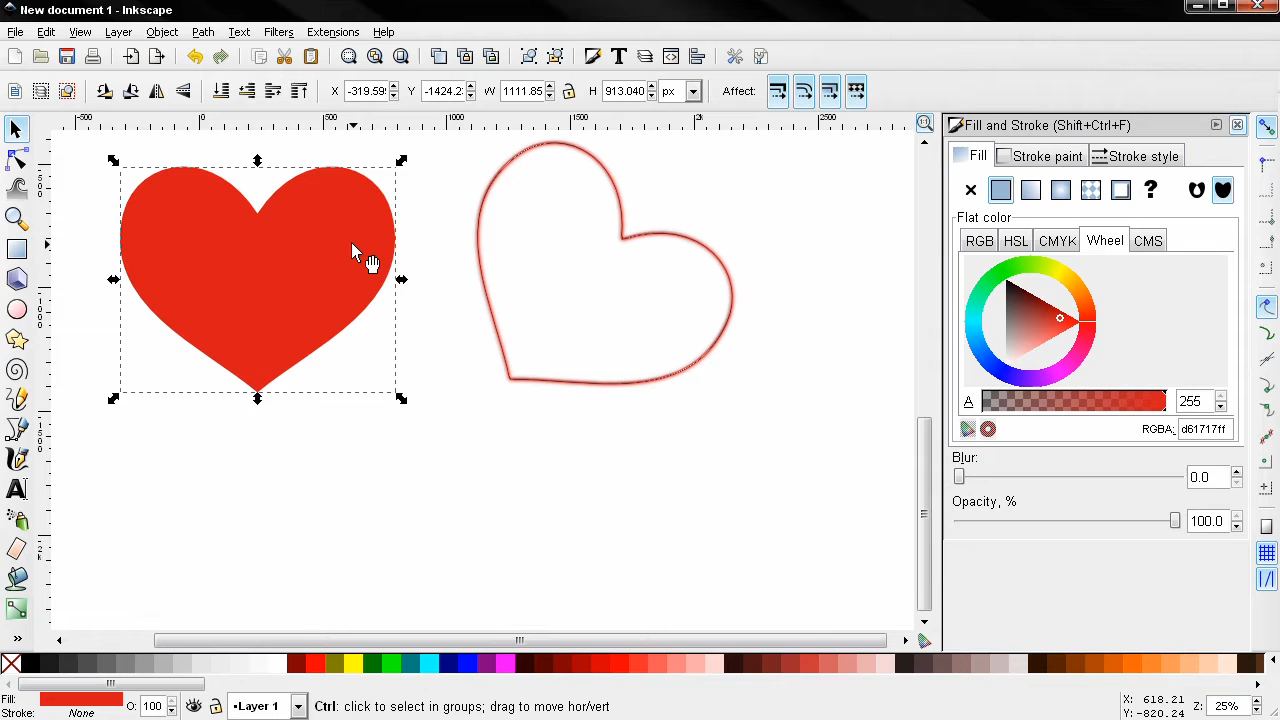 New document 1 - Inkscape
File Edit View Layer Object Path Text Filters Extensions Help
X -319.59 Y -1424.2 W 1111.85 H 913.040 px Affect:
-500 0 500 1000 1500 2k 2500
Fill and Stroke (Shift+Ctrl+F)
Fill Stroke paint Stroke style
?
Flat color
RGB HSL CMYK Wheel CMS
A 255
RGBA: d61717ff
Blur:
0.0
Opacity, %
100.0
Fill:
Stroke: None
O: 100
•Layer 1
Ctrl: click to select in groups; drag to move hor/vert
X: 618.21
Y: -620.24
Z: 25%